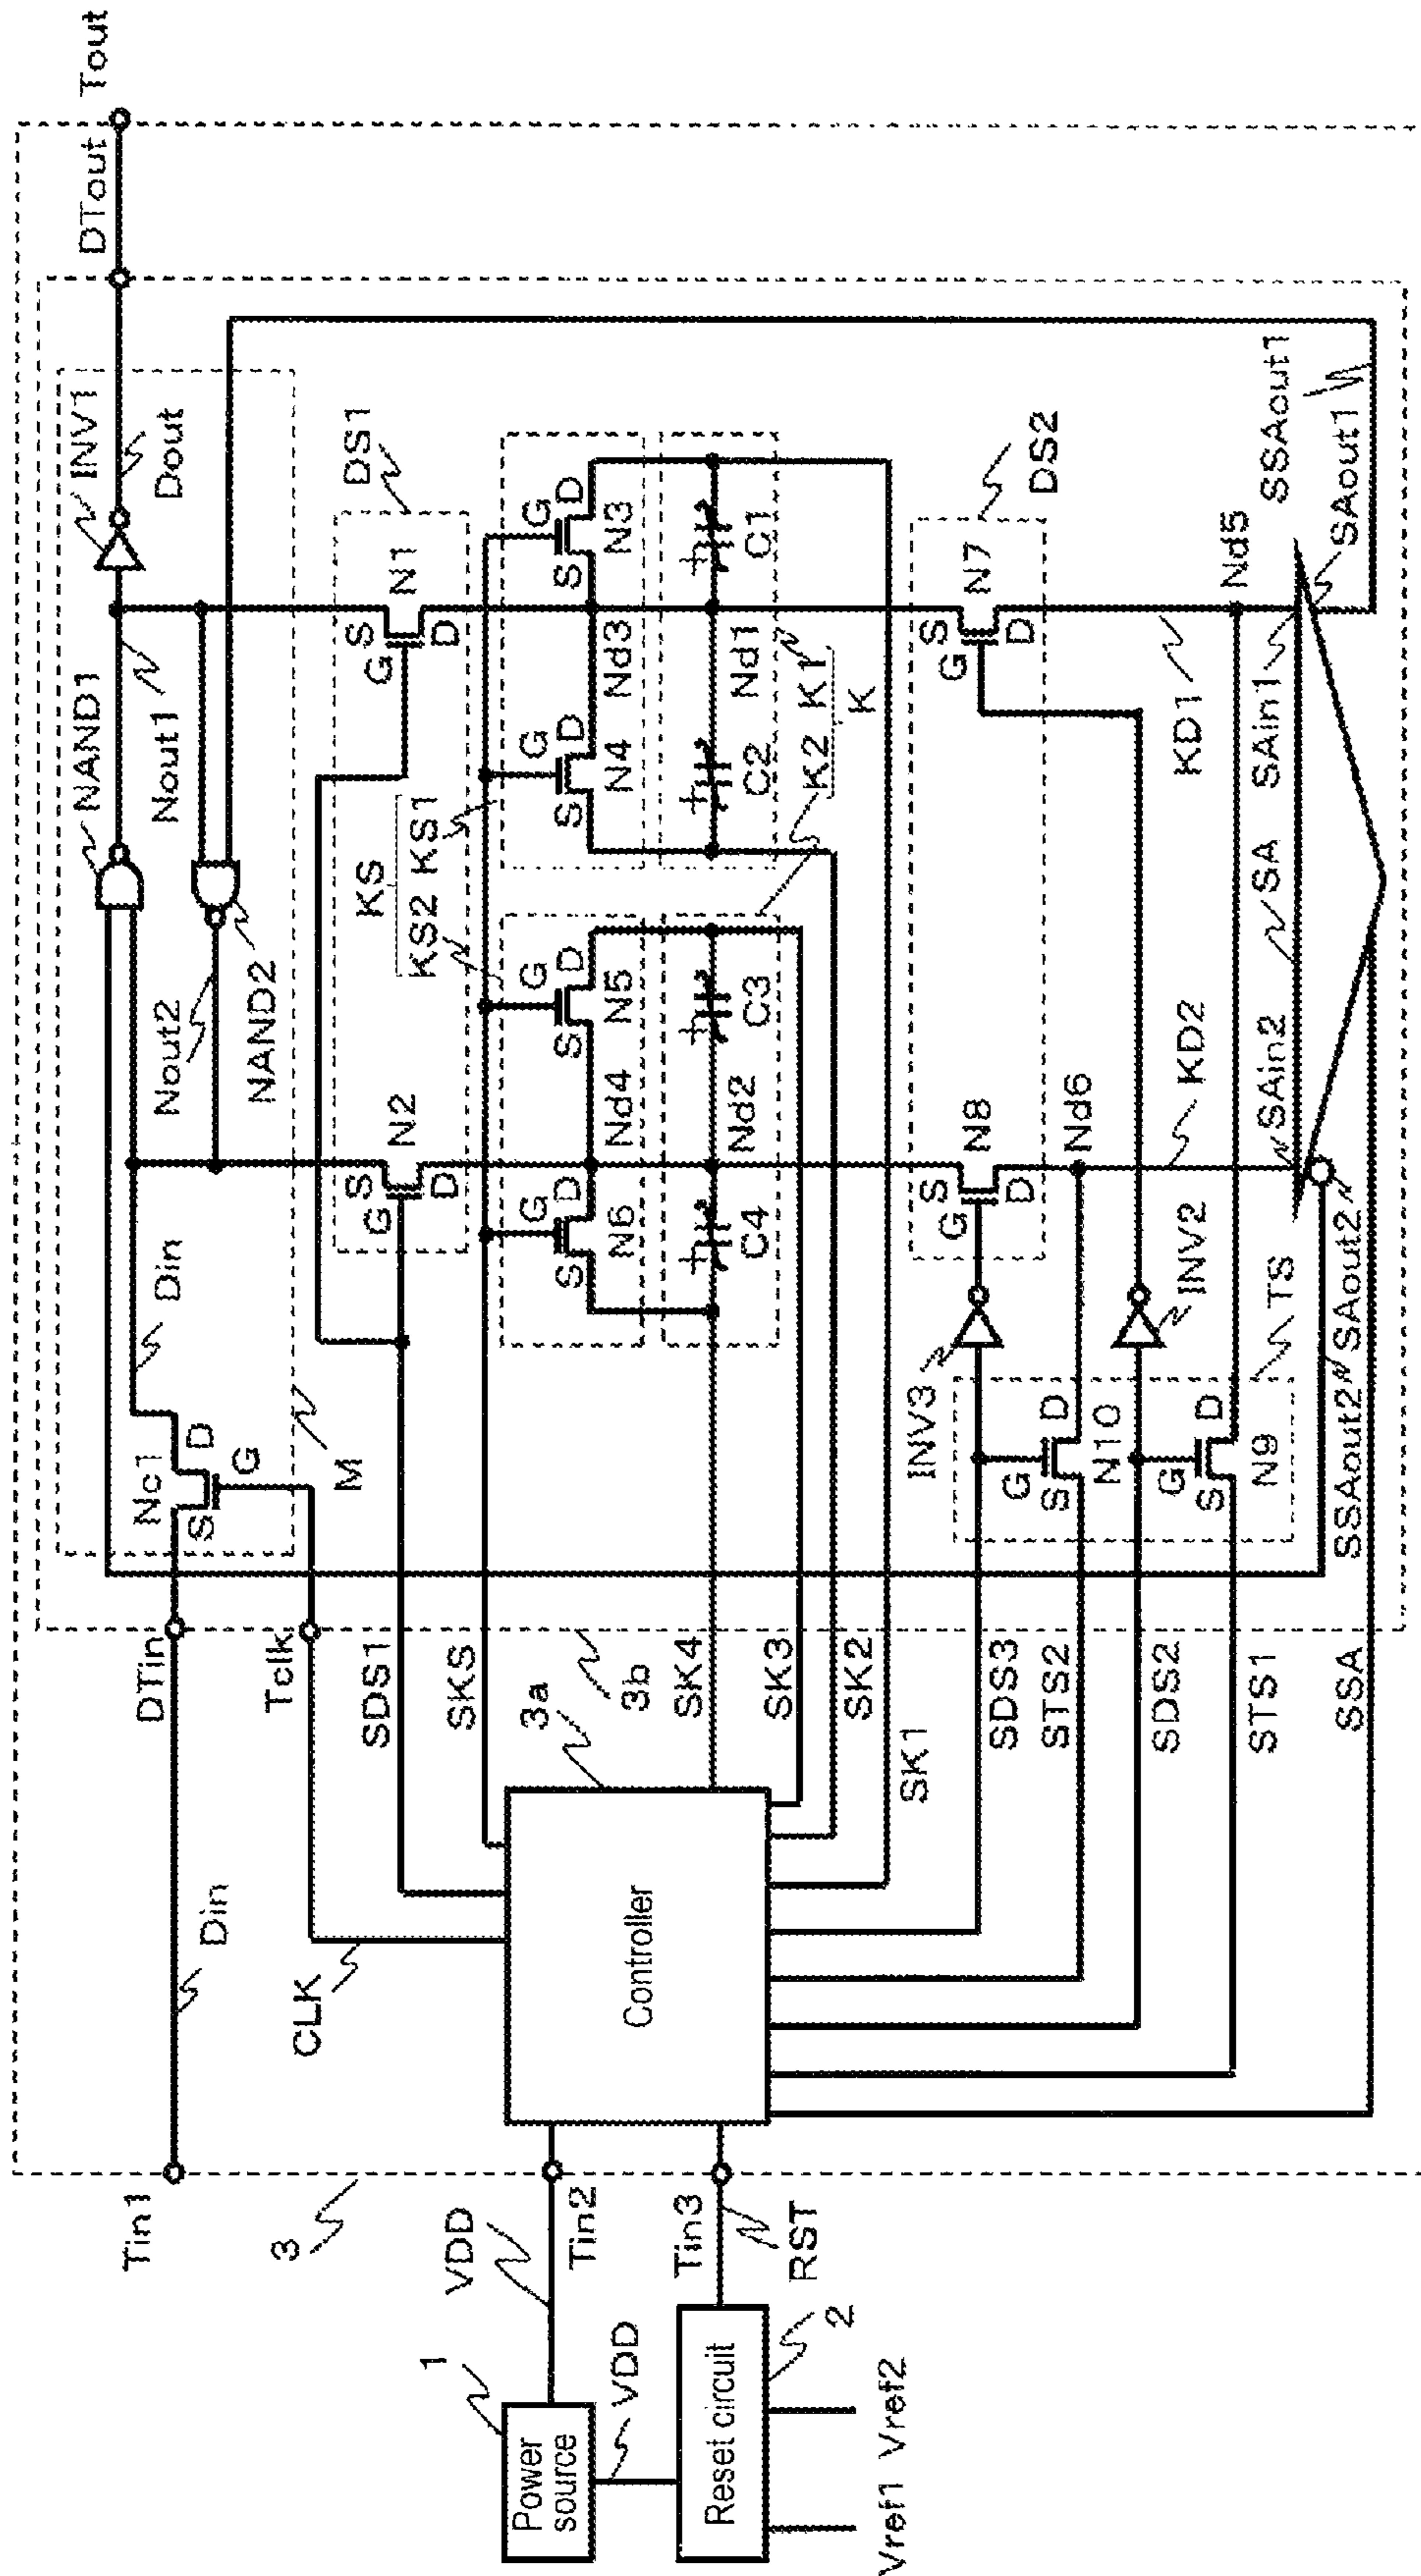 Tin1
Din
DTin
Nc1
S
D
G
M
Din
Nout2
NAND2
NAND1
Nout1
INV1
Dout
DTout
Tout
3
CLK
Tclk
SDS1
SKS
3a
3b
SK4
SK3
SK2
SK1
SDS3
STS2
SDS2
STS1
SSA
1
Power
source
VDD
VDD
Tin2
Tin3
RST
Reset circuit
2
Vref1 Vref2
Controller
DS1
S
G
D
N2
S
G
D
N1
KS
KS2 KS1
G
S
D
N6
Nd4
G
S
D
N5
G
S
D
N4
Nd3
G
S
D
N3
C4
Nd2
C3
C2
Nd1
C1
K2 K1
K
DS2
S
G
D
N8
S
G
D
N7
INV3
INV2
Nd6
G
S
D
N10
G
S
D
N9
TS
KD2
KD1
Nd5
SAin2
SA
SAin1
SSAout1
SAout1
SSAout2
SAout2